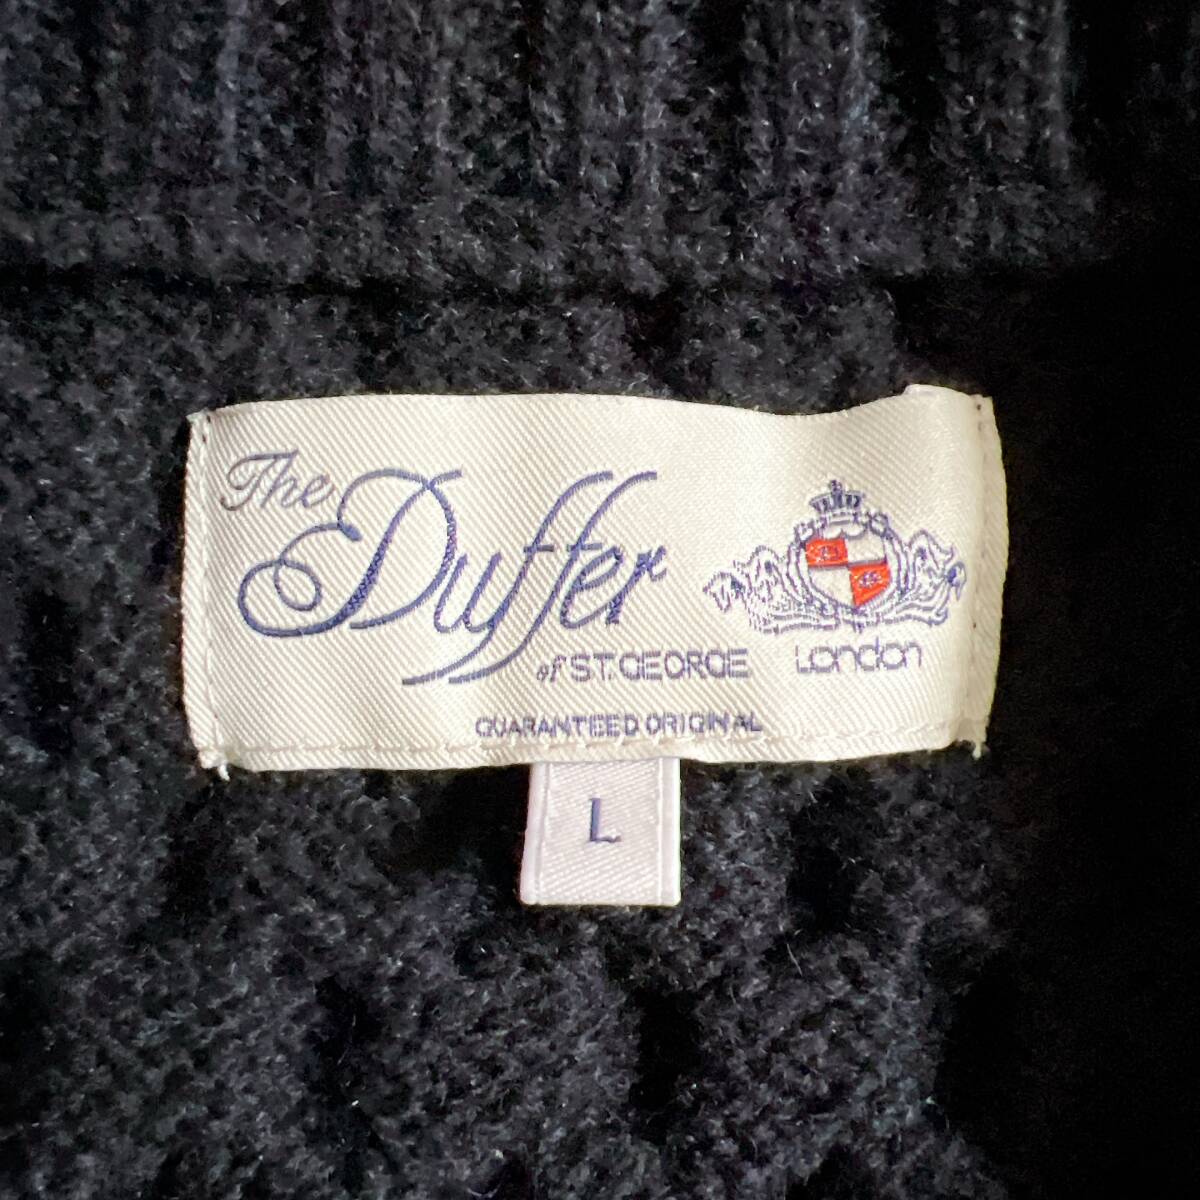 The
Duffer
of ST. GEORGE
London
GUARANTEED ORIGINAL
L